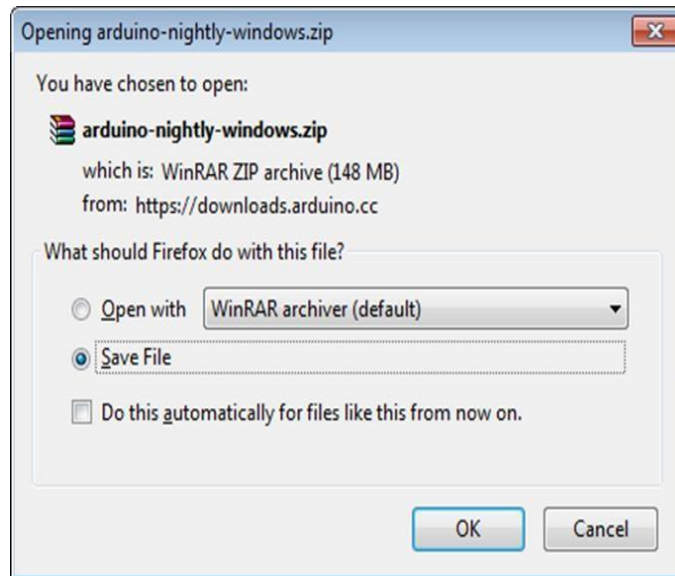 Opening arduino-nightly-windows.zip
You have chosen to open:
arduino-nightly-windows.zip
which is: WinRAR ZIP archive (148 MB)
from: https://downloads.arduino.cc
What should Firefox do with this file?
Open with WinRAR archiver (default)
Save File
Do this automatically for files like this from now on.
OK Cancel